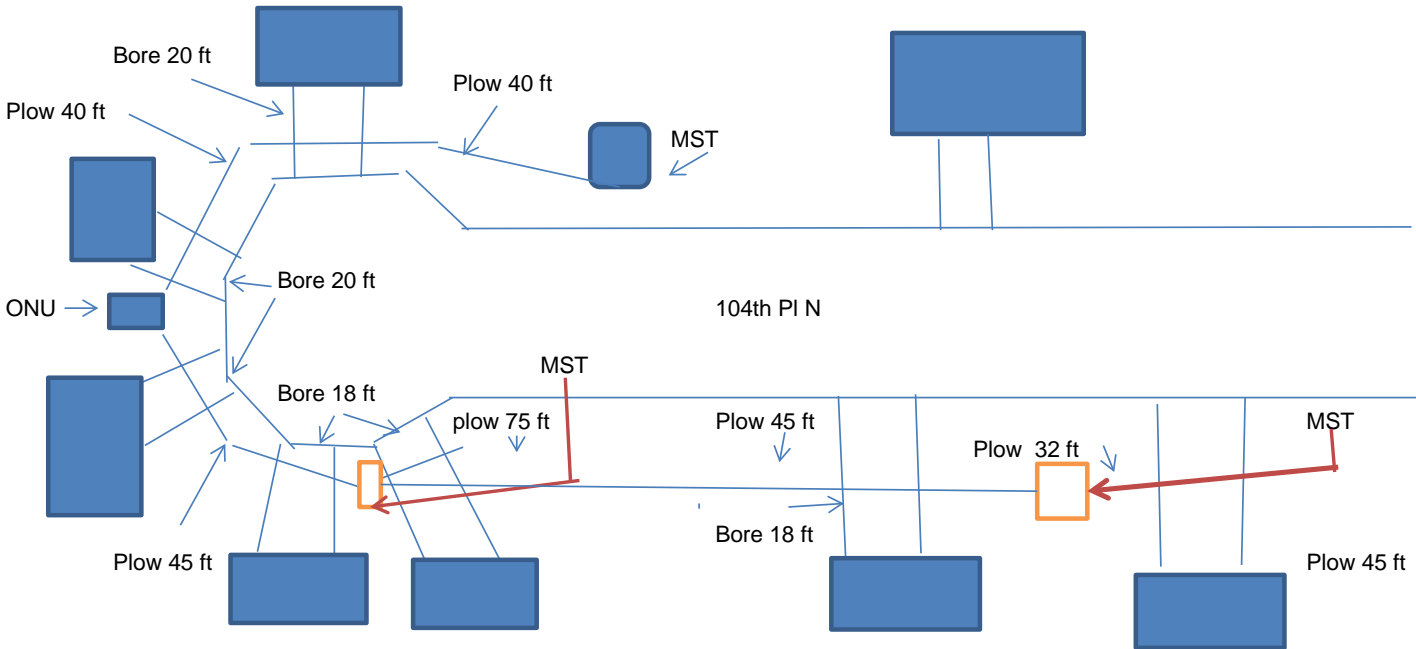 Bore 20 ft
Plow 40 ft
Plow 40 ft
MST
Bore 20 ft
ONU
104th Pl N
MST
Bore 18 ft
plow 75 ft
Plow 45 ft
MST
Plow  32 ft
Bore 18 ft
Plow 45 ft
Plow 45 ft